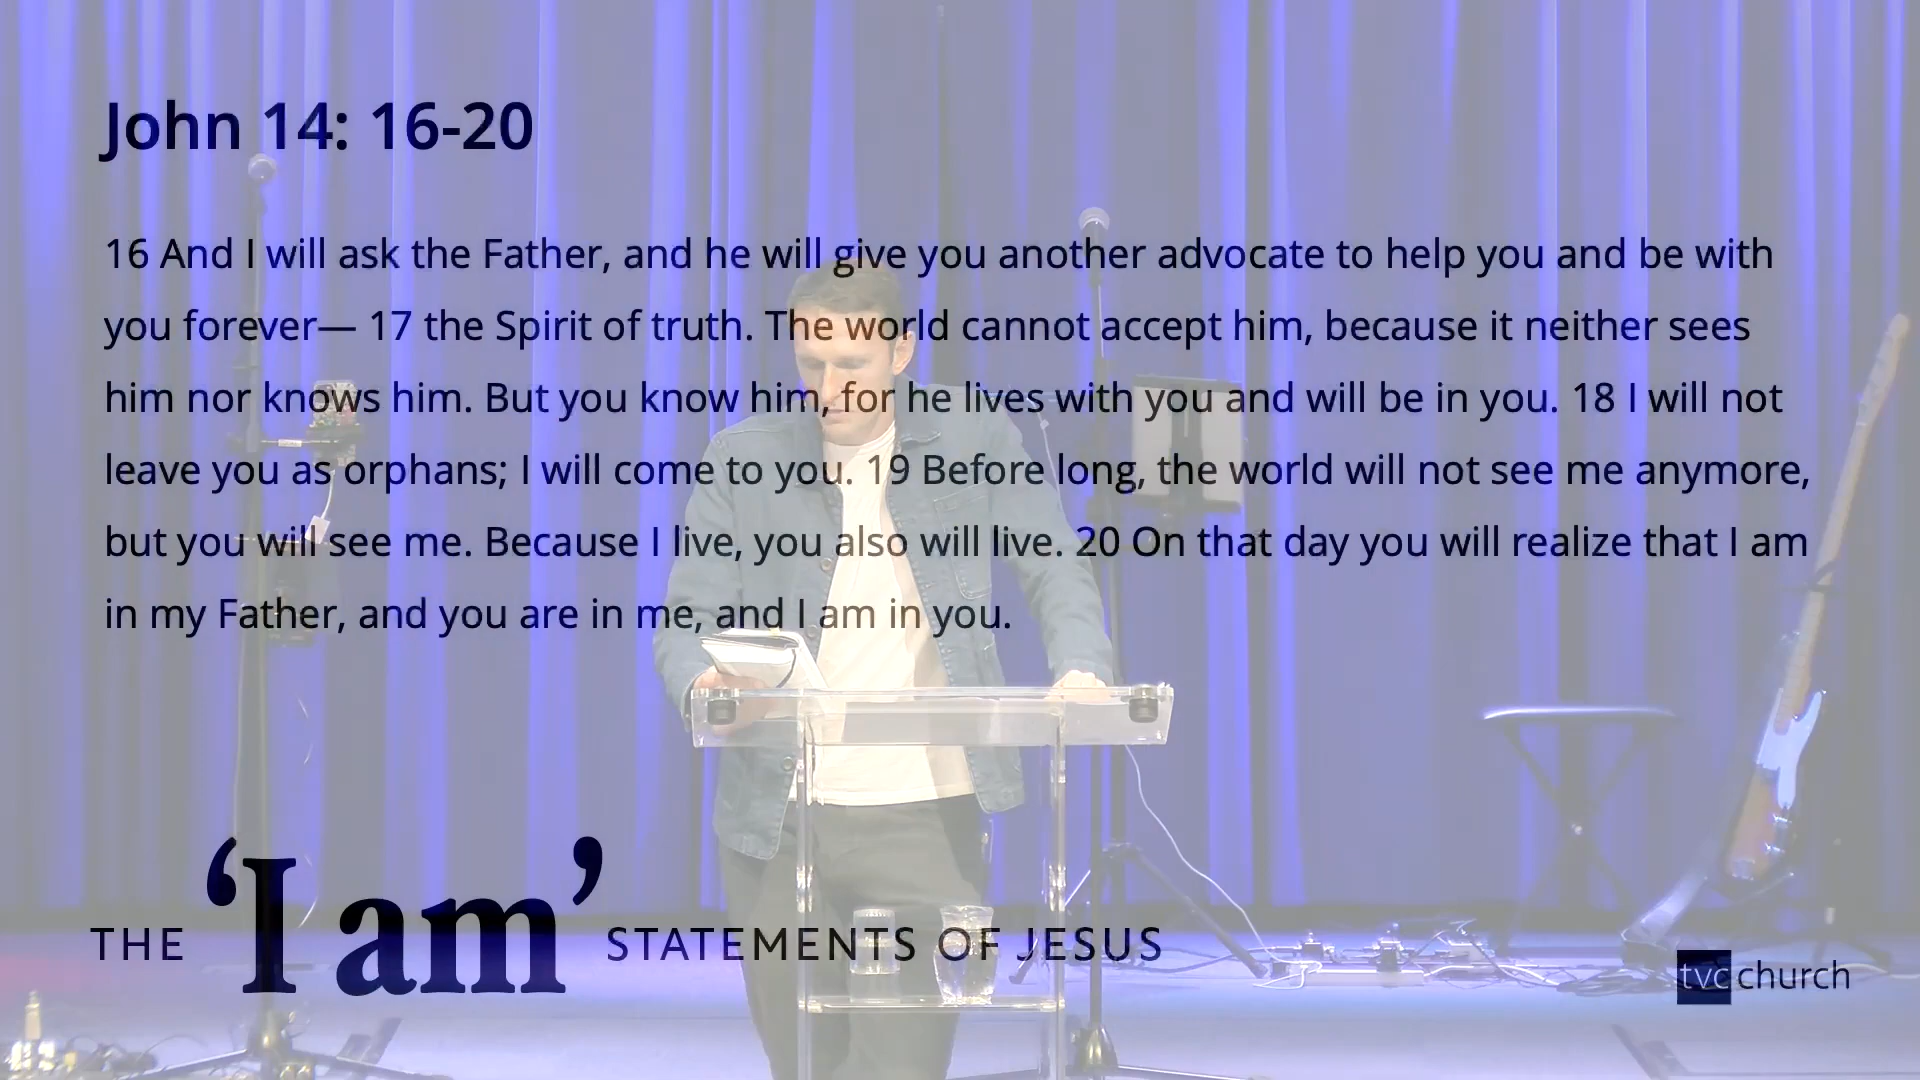 John 14: 16-20
16 And I will ask the Father, and he will give you another advocate to help you and be with
you forever— 17 the Spirit of truth. The world cannot accept him, because it neither sees
him nor knows him. But you know him, for he lives with you and will be in you. 18 I will not
leave you as orphans; I will come to you. 19 Before long, the world will not see me anymore,
but you will see me. Because I live, you also will live. 20 On that day you will realize that I am
in my Father, and you are in me, and I am in you.
THE ‘I am’ STATEMENTS OF JESUS
tvc church